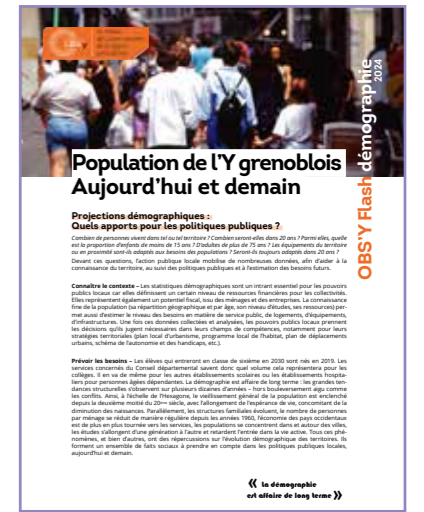 OBS'Y Flash démographie
2024
Population de l'Y grenoblois
Aujourd'hui et demain
Projections démographiques :
Quels apports pour les politiques publiques ?
Combien de personnes vivent dans tel ou tel territoire ? Combien seront-elles dans 20 ans ? Parmi elles, quelle
est la proportion d'enfants de moins de 15 ans ? D'adultes de plus de 75 ans ? Les équipements du territoire
ou en proximité sont-ils adaptés aux besoins des populations ? Seront-ils toujours adaptés dans 20 ans ?
Devant ces questions, l'action publique locale mobilise de nombreuses données, afin d'aider à la
connaissance du territoire, au suivi des politiques publiques et à l'estimation des besoins futurs.
Connaître le contexte – Les statistiques démographiques sont un intrant essentiel pour les pouvoirs
publics locaux car elles définissent un certain niveau de ressources financières pour les collectivités.
Elles représentent également un potentiel fiscal, issu des ménages et des entreprises. La connaissance
fine de la population (sa répartition géographique et par âge, son niveau d'études, ses ressources) per-
met aussi d'estimer le niveau des besoins en matière de service public, de logements, d'équipements,
d'infrastructures. Une fois ces données collectées et analysées, les pouvoirs publics locaux prennent
les décisions qu'ils jugent nécessaires dans leurs champs de compétences, notamment pour leurs
stratégies territoriales (plan local d'urbanisme, programme local de l'habitat, plan de déplacements
urbains, schéma de l'autonomie et des handicaps, etc.).
Prévoir les besoins – Les élèves qui entreront en classe de sixième en 2030 sont nés en 2019. Les
services concernés du Conseil départemental savent donc quel volume cela représentera pour les
collèges. Il en va de même pour les autres établissements scolaires ou les établissements hospita-
liers pour personnes âgées dépendantes. La démographie est affaire de long terme : les grandes ten-
dances structurelles s'observent sur plusieurs dizaines d'années – hors bouleversement aigu comme
les conflits. Ainsi, à l'échelle de l'Hexagone, le vieillissement général de la population est enclenché
depuis la deuxième moitié du 20ème siècle, avec l'allongement de l'espérance de vie, concomitant de la
diminution des naissances. Parallèlement, les structures familiales évoluent, le nombre de personnes
par ménage se réduit de manière régulière depuis les années 1960, l'économie des pays occidentaux
est de plus en plus tournée vers les services, les populations se concentrent dans et autour des villes,
les études s'allongent d'une génération à l'autre et retardent l'entrée dans la vie active. Tous ces phé-
nomènes, et bien d'autres, ont des répercussions sur l'évolution démographique des territoires. Ils
forment un ensemble de faits sociaux à prendre en compte dans les politiques publiques locales,
aujourd'hui et demain.
« la démographie
est affaire de long terme »